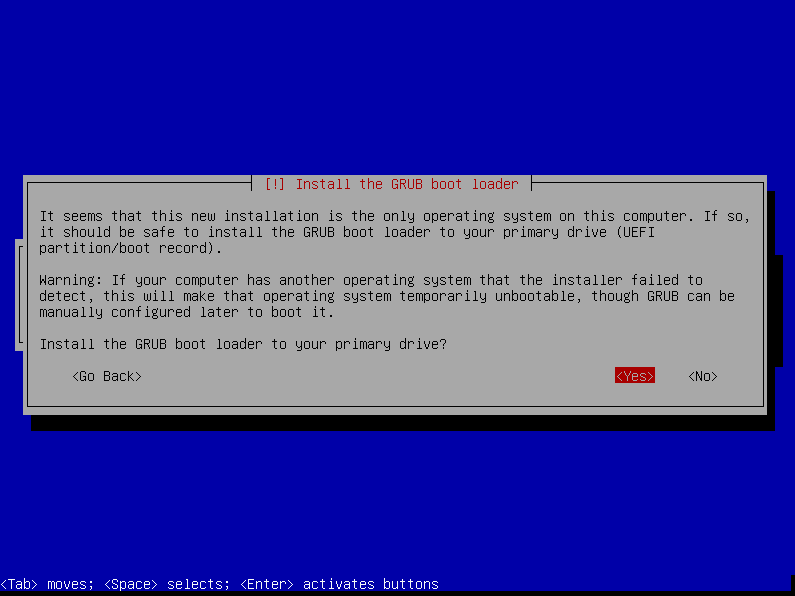 [!] Install the GRUB boot loader
It seems that this new installation is the only operating system on this computer. If so,
it should be safe to install the GRUB boot loader to your primary drive (UEFI
partition/boot record).
Warning: If your computer has another operating system that the installer failed to
detect, this will make that operating system temporarily unbootable, though GRUB can be
manually configured later to boot it.
Install the GRUB boot loader to your primary drive?
<Go Back> <Yes> <No>
<Tab> moves; <Space> selects; <Enter> activates buttons